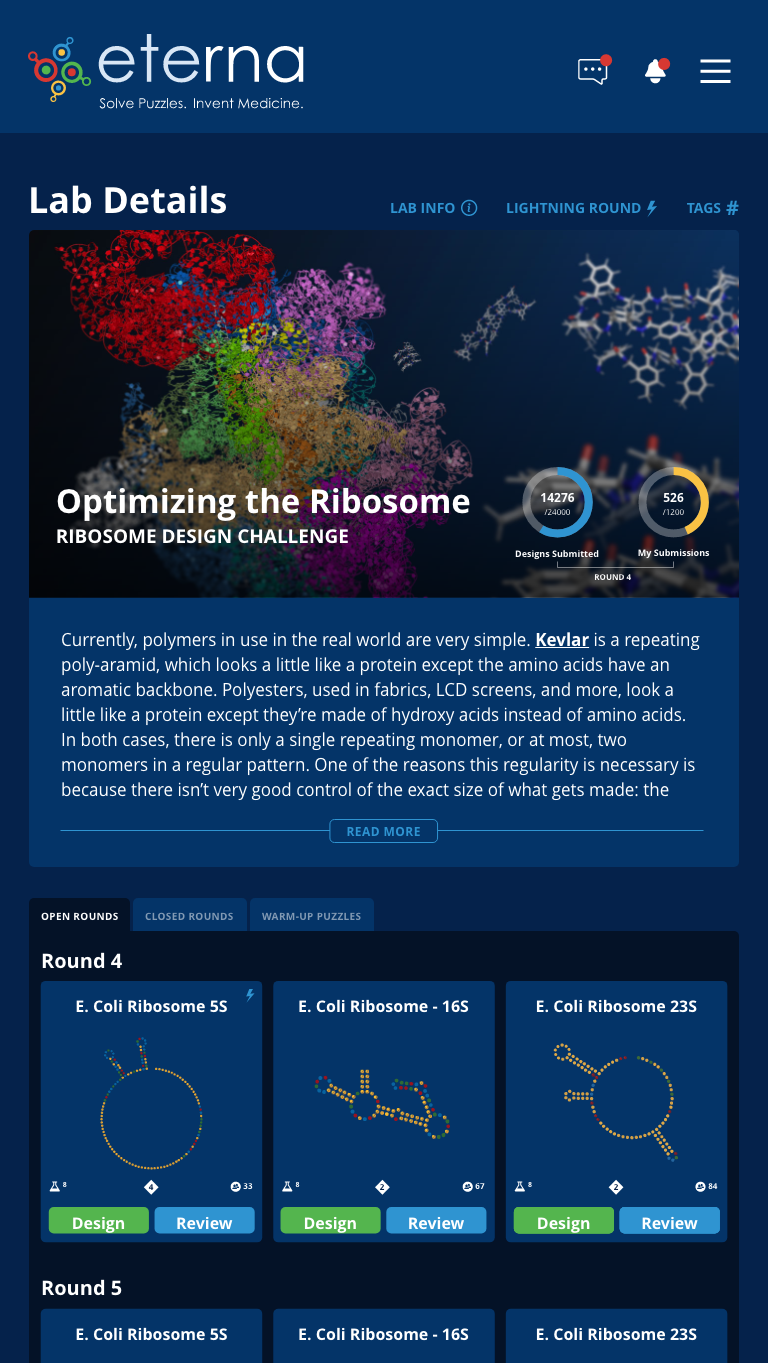 eterna
Solve Puzzles. Invent Medicine.
Lab Details
LAB INFO i
LIGHTNING ROUND
TAGS #
Optimizing the Ribosome
RIBOSOME DESIGN CHALLENGE
14276
/24000
Designs Submitted
526
/1200
My Submissions
ROUND 4
Currently, polymers in use in the real world are very simple. Kevlar is a repeating
poly-aramid, which looks a little like a protein except the amino acids have an
aromatic backbone. Polyesters, used in fabrics, LCD screens, and more, look a
little like a protein except they’re made of hydroxy acids instead of amino acids.
In both cases, there is only a single repeating monomer, or at most, two
monomers in a regular pattern. One of the reasons this regularity is necessary is
because there isn’t very good control of the exact size of what gets made: the
READ MORE
OPEN ROUNDS
CLOSED ROUNDS
WARM-UP PUZZLES
Round 4
E. Coli Ribosome 5S
8
4
33
Design
Review
E. Coli Ribosome - 16S
8
2
67
Design
Review
E. Coli Ribosome 23S
8
2
84
Design
Review
Round 5
E. Coli Ribosome 5S
E. Coli Ribosome - 16S
E. Coli Ribosome 23S